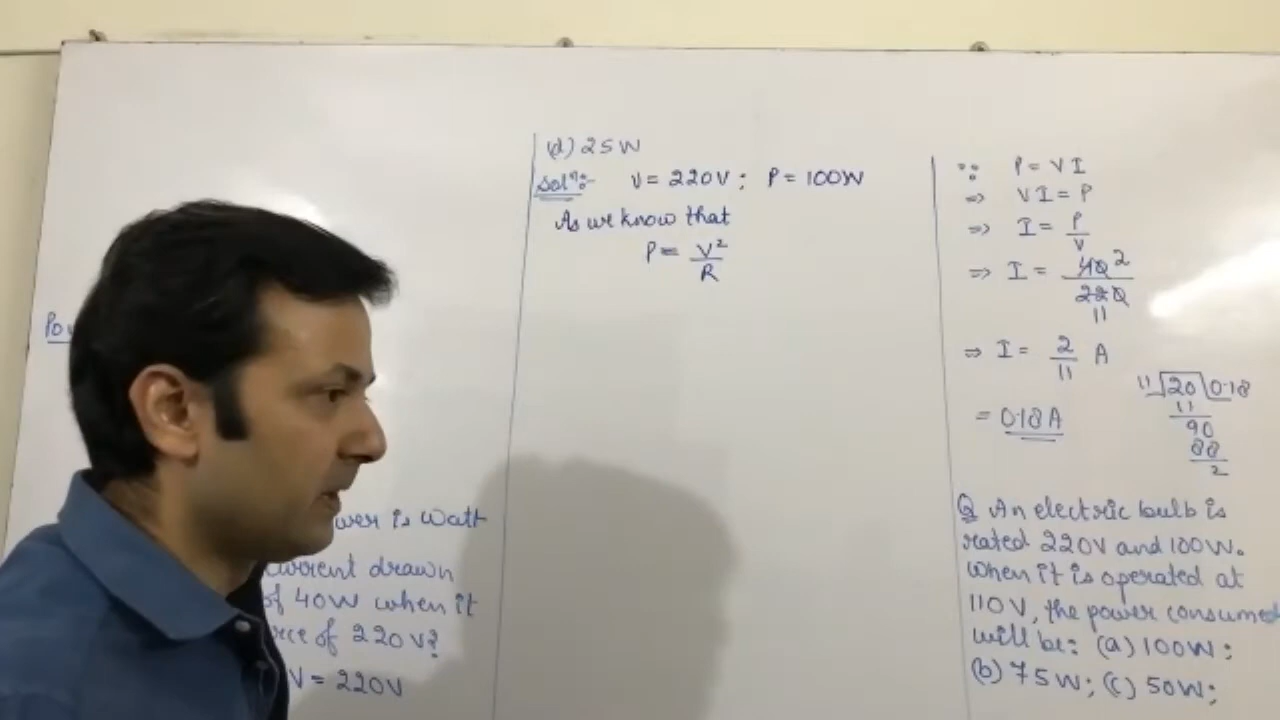 Po
wer is Watt
current drawn
of 40W when it
rce of 220V?
V = 220V
(d) 25W
Solⁿ:- V = 220V ; P = 100W
As we know that
P = V²/R
∵ P = VI
⇒ VI = P
⇒ I = P/V
⇒ I = 40 2/220 11
⇒ I = 2/11 A
= 0.18A
11 20 0.18
11
90
88
2
Q An electric bulb is
rated 220V and 100W.
When it is operated at
110V, the power consumed
will be: (a) 100W;
(b) 75W; (c) 50W;